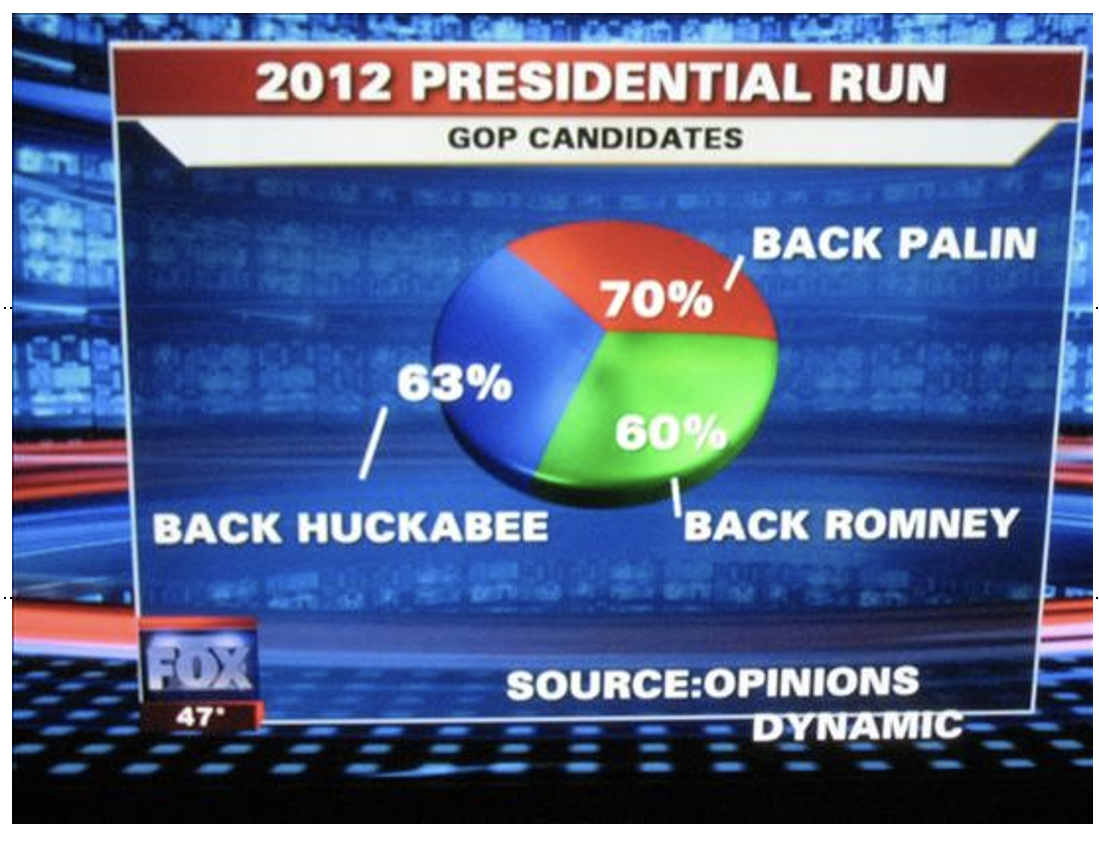 2012 PRESIDENTIAL RUN
GOP CANDIDATES
BACK PALIN
70%
63%
60%
BACK HUCKABEE
BACK ROMNEY
FOX
47°
SOURCE:OPINIONS
DYNAMIC